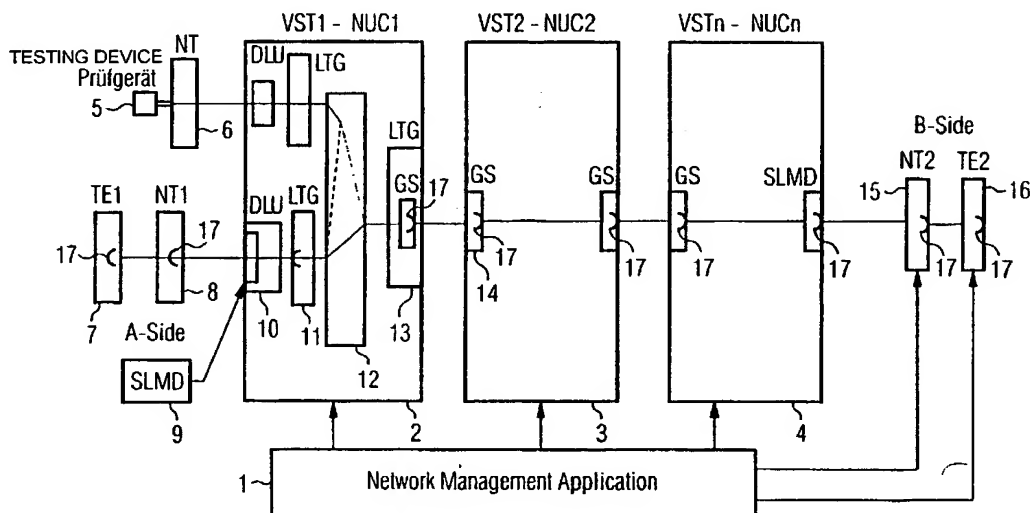 VST1 - NUC1
VST2 - NUC2
VSTn - NUCn
TESTING DEVICE
Prüfgerät
NT
DLU
LTG
5
6
LTG
B-Side
NT2
TE2
15
16
TE1
NT1
DLU
LTG
GS
17
GS
GS
GS
SLMD
17
17
17
17
17
17
17
17
7
8
10
11
13
14
A-Side
12
SLMD
9
2
3
4
1
Network Management Application